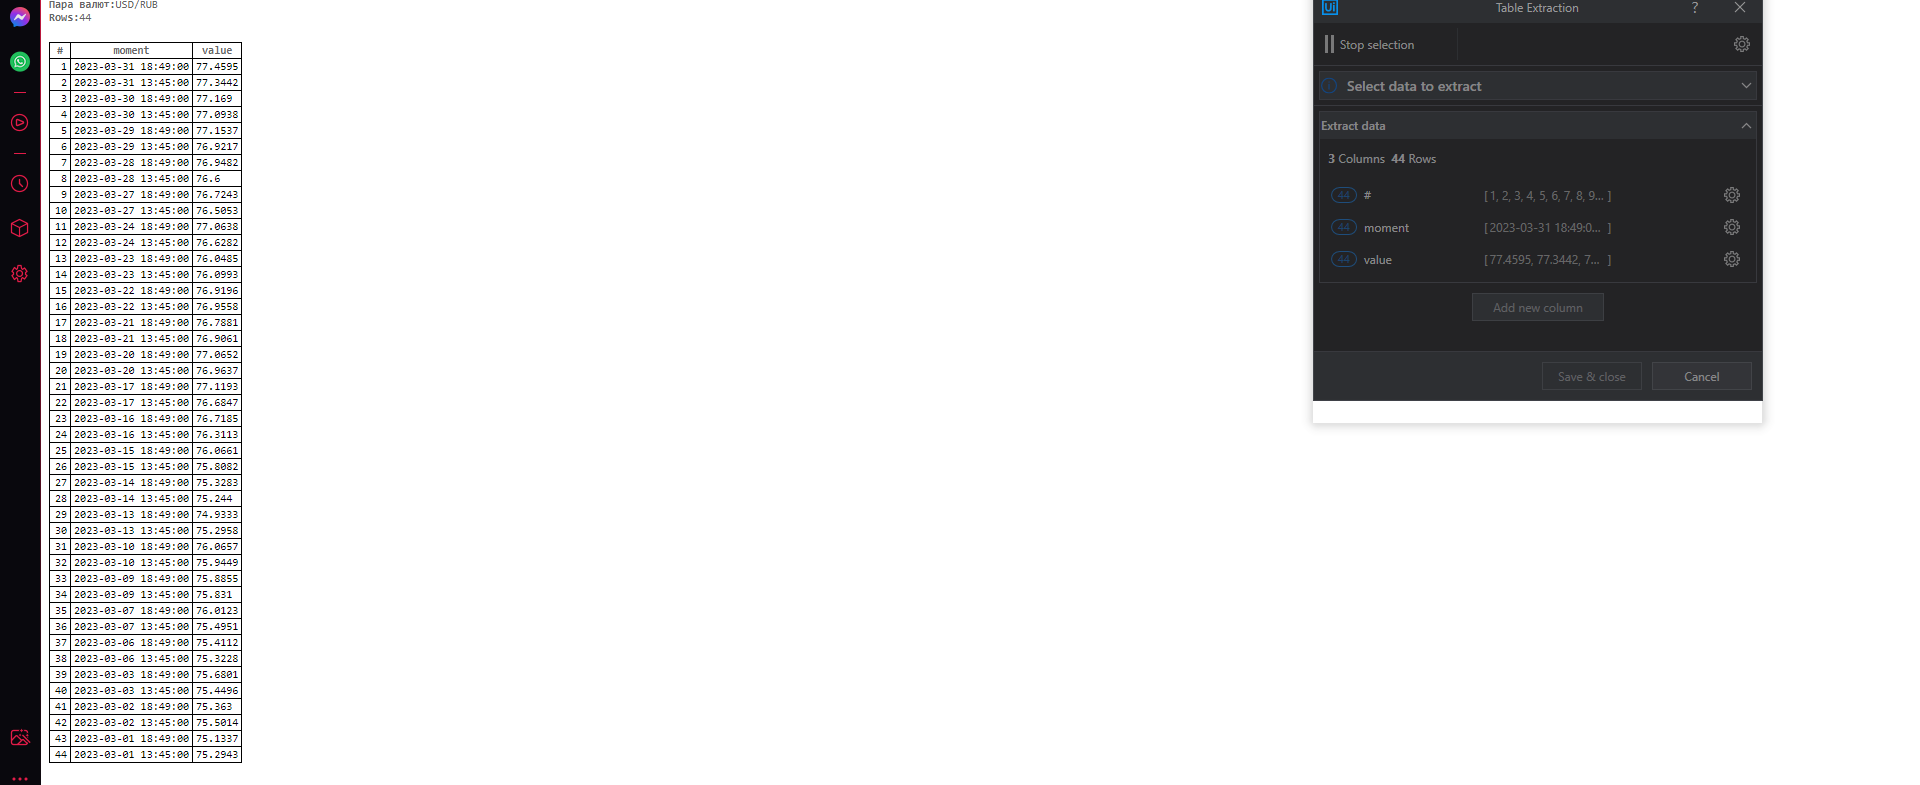 Пара валют:USD/RUB
Rows:44
# moment value
1 2023-03-31 18:49:00 77.4595
2 2023-03-31 13:45:00 77.3442
3 2023-03-30 18:49:00 77.169
4 2023-03-30 13:45:00 77.0938
5 2023-03-29 18:49:00 77.1537
6 2023-03-29 13:45:00 76.9217
7 2023-03-28 18:49:00 76.9482
8 2023-03-28 13:45:00 76.6
9 2023-03-27 18:49:00 76.7243
10 2023-03-27 13:45:00 76.5053
11 2023-03-24 18:49:00 77.0638
12 2023-03-24 13:45:00 76.6282
13 2023-03-23 18:49:00 76.0485
14 2023-03-23 13:45:00 76.0993
15 2023-03-22 18:49:00 76.9196
16 2023-03-22 13:45:00 76.9558
17 2023-03-21 18:49:00 76.7881
18 2023-03-21 13:45:00 76.9061
19 2023-03-20 18:49:00 77.0652
20 2023-03-20 13:45:00 76.9637
21 2023-03-17 18:49:00 77.1193
22 2023-03-17 13:45:00 76.6847
23 2023-03-16 18:49:00 76.7185
24 2023-03-16 13:45:00 76.3113
25 2023-03-15 18:49:00 76.0661
26 2023-03-15 13:45:00 75.8082
27 2023-03-14 18:49:00 75.3283
28 2023-03-14 13:45:00 75.244
29 2023-03-13 18:49:00 74.9333
30 2023-03-13 13:45:00 75.2958
31 2023-03-10 18:49:00 76.0657
32 2023-03-10 13:45:00 75.9449
33 2023-03-09 18:49:00 75.8855
34 2023-03-09 13:45:00 75.831
35 2023-03-07 18:49:00 76.0123
36 2023-03-07 13:45:00 75.4951
37 2023-03-06 18:49:00 75.4112
38 2023-03-06 13:45:00 75.3228
39 2023-03-03 18:49:00 75.6801
40 2023-03-03 13:45:00 75.4496
41 2023-03-02 18:49:00 75.363
42 2023-03-02 13:45:00 75.5014
43 2023-03-01 18:49:00 75.1337
44 2023-03-01 13:45:00 75.2943
Ui Table Extraction ?
Stop selection
Select data to extract
Extract data
3 Columns 44 Rows
44 # [ 1, 2, 3, 4, 5, 6, 7, 8, 9... ]
44 moment [ 2023-03-31 18:49:0... ]
44 value [ 77.4595, 77.3442, 7... ]
Add new column
Save & close Cancel